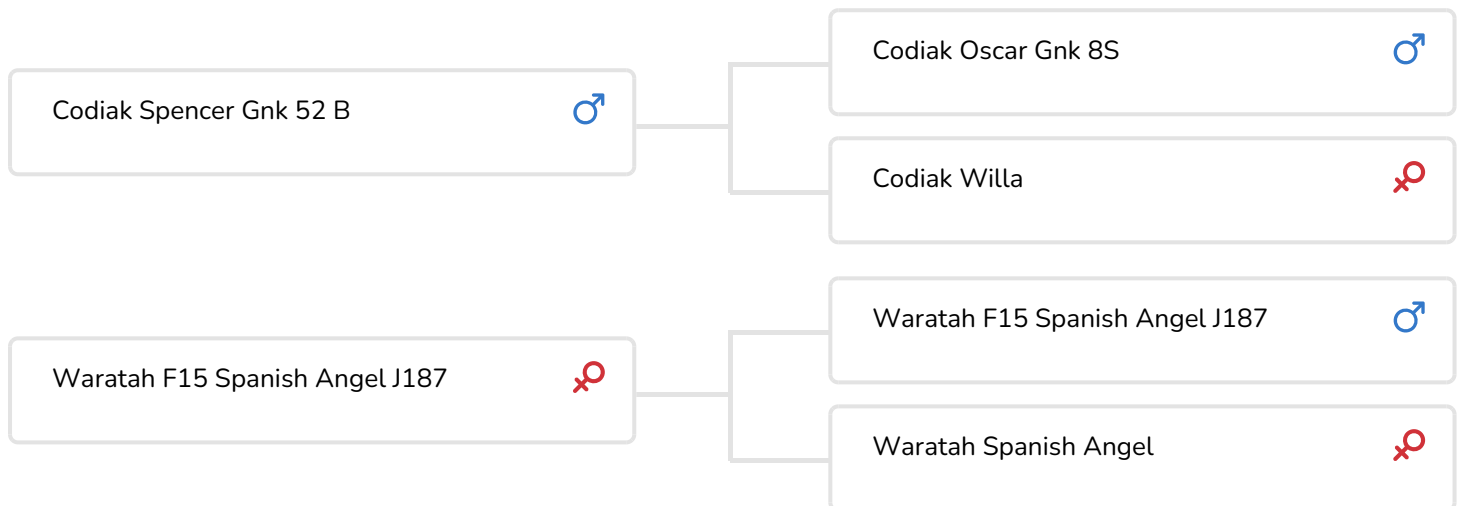 Codiak Oscar Gnk 8S
Codiak Spencer Gnk 52 B
Codiak Willa
Waratah F15 Spanish Angel J187
Waratah F15 Spanish Angel J187
Waratah Spanish Angel